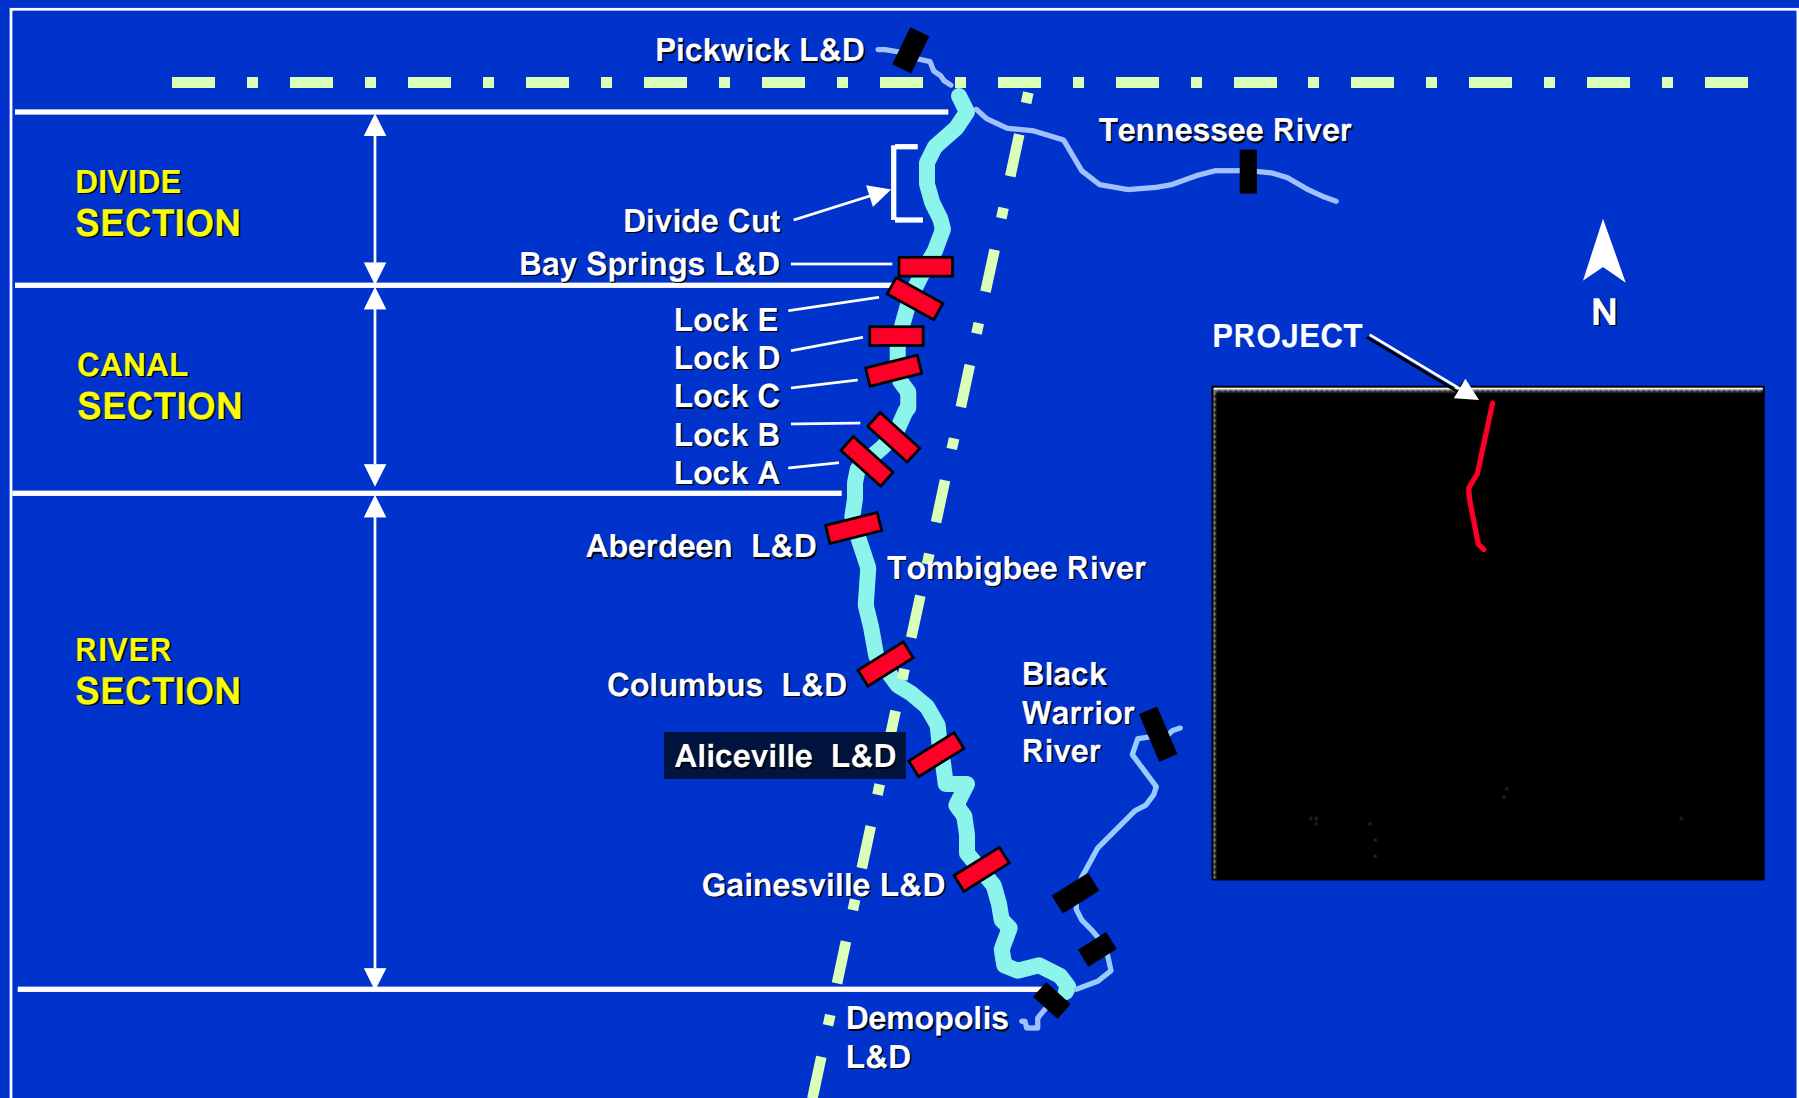 Pickwick L&D
Tennessee River
DIVIDE
SECTION
Divide Cut
Bay Springs L&D
N
Lock E
PROJECT
Lock D
CANAL
SECTION
Lock C
Lock B
Lock A
Aberdeen L&D
Tombigbee River
RIVER
SECTION
Columbus L&D
Black
Warrior
River
Aliceville L&D
Gainesville L&D
Demopolis
L&D